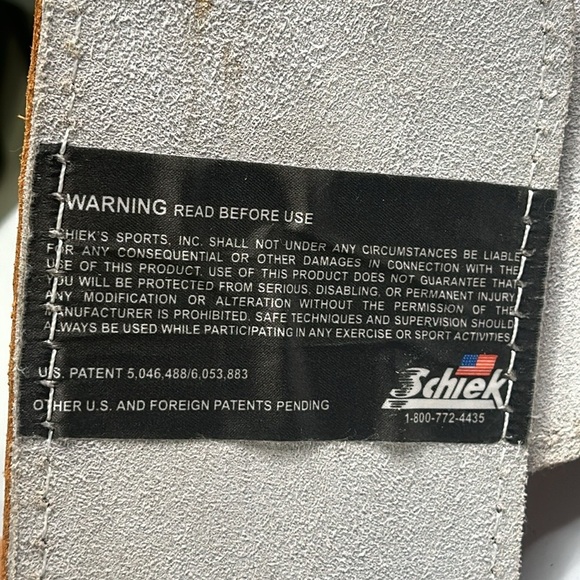 WARNING READ BEFORE USE
SCHIEK'S SPORTS, INC. SHALL NOT UNDER ANY CIRCUMSTANCES BE LIABLE
FOR ANY CONSEQUENTIAL OR OTHER DAMAGES IN CONNECTION WITH THE
USE OF THIS PRODUCT. USE OF THIS PRODUCT DOES NOT GUARANTEE THAT
YOU WILL BE PROTECTED FROM SERIOUS, DISABLING, OR PERMANENT INJURY.
ANY MODIFICATION OR ALTERATION WITHOUT THE PERMISSION OF THE
MANUFACTURER IS PROHIBITED. SAFE TECHNIQUES AND SUPERVISION SHOULD
ALWAYS BE USED WHILE PARTICIPATING IN ANY EXERCISE OR SPORT ACTIVITIES.
U.S. PATENT 5,046,488/6,053,883
OTHER U.S. AND FOREIGN PATENTS PENDING
Schiek
1-800-772-4435